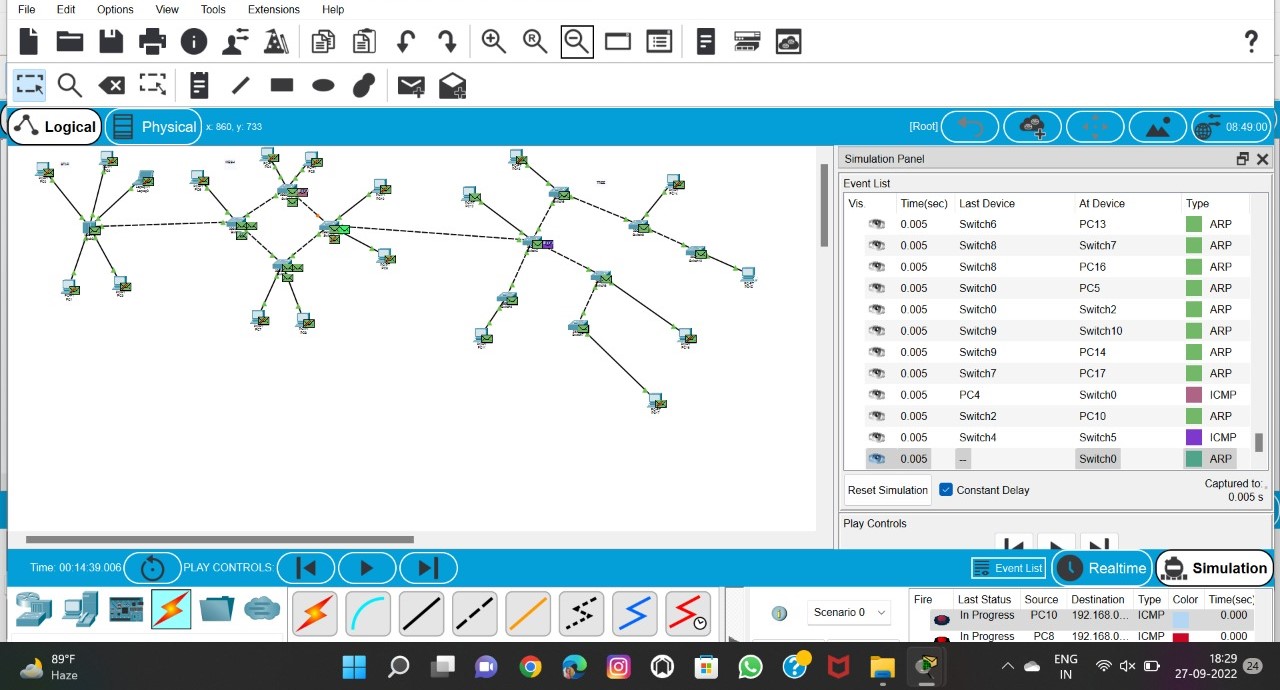 File Edit Options View Tools Extensions Help
?
Logical Physical x: 860, y: 733 [Root] 08:49:00
Simulation Panel
Event List
Vis. Time(sec) Last Device At Device Type
0.005 Switch6 PC13 ARP
0.005 Switch8 Switch7 ARP
0.005 Switch8 PC16 ARP
0.005 Switch0 PC5 ARP
0.005 Switch0 Switch2 ARP
0.005 Switch9 Switch10 ARP
0.005 Switch9 PC14 ARP
0.005 Switch7 PC17 ARP
0.005 PC4 Switch0 ICMP
0.005 Switch2 PC10 ARP
0.005 Switch4 Switch5 ICMP
0.005 -- Switch0 ARP
Reset Simulation Constant Delay Captured to:
0.005 s
Play Controls
Time: 00:14:39.006 PLAY CONTROLS: Event List Realtime Simulation
Scenario 0
Fire Last Status Source Destination Type Color Time(sec
In Progress PC10 192.168.0... ICMP 0.000
In Progress PC8 192.168.0... ICMP 0.000
89°F
Haze
ENG
IN
18:29
27-09-2022
24